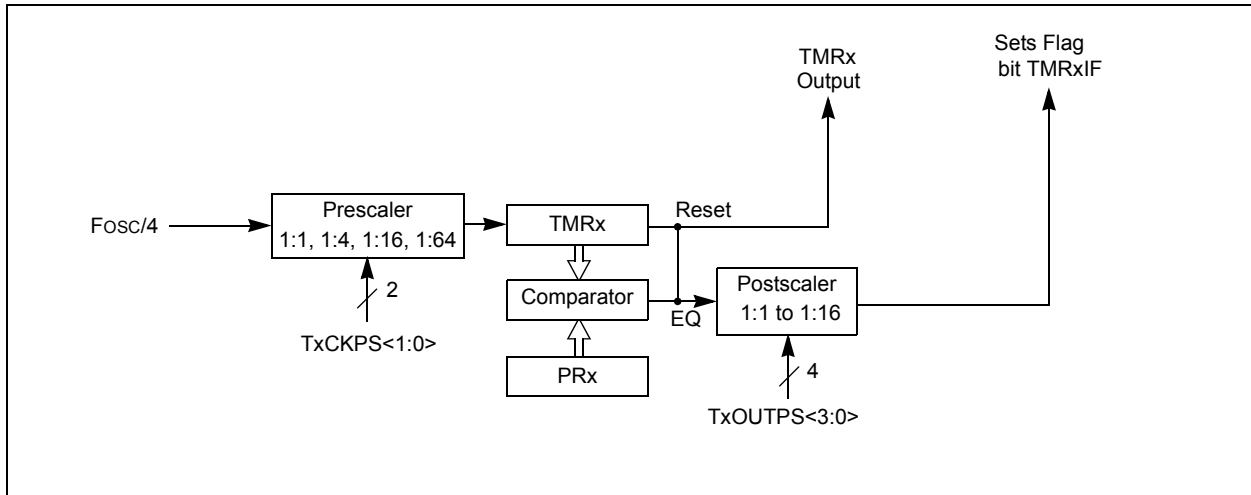 TMRx
Output
Sets Flag
bit TMRxIF
Fosc/4
Prescaler
1:1, 1:4, 1:16, 1:64
2
TxCKPS<1:0>
TMRx
Reset
Comparator
EQ
PRx
Postscaler
1:1 to 1:16
4
TxOUTPS<3:0>